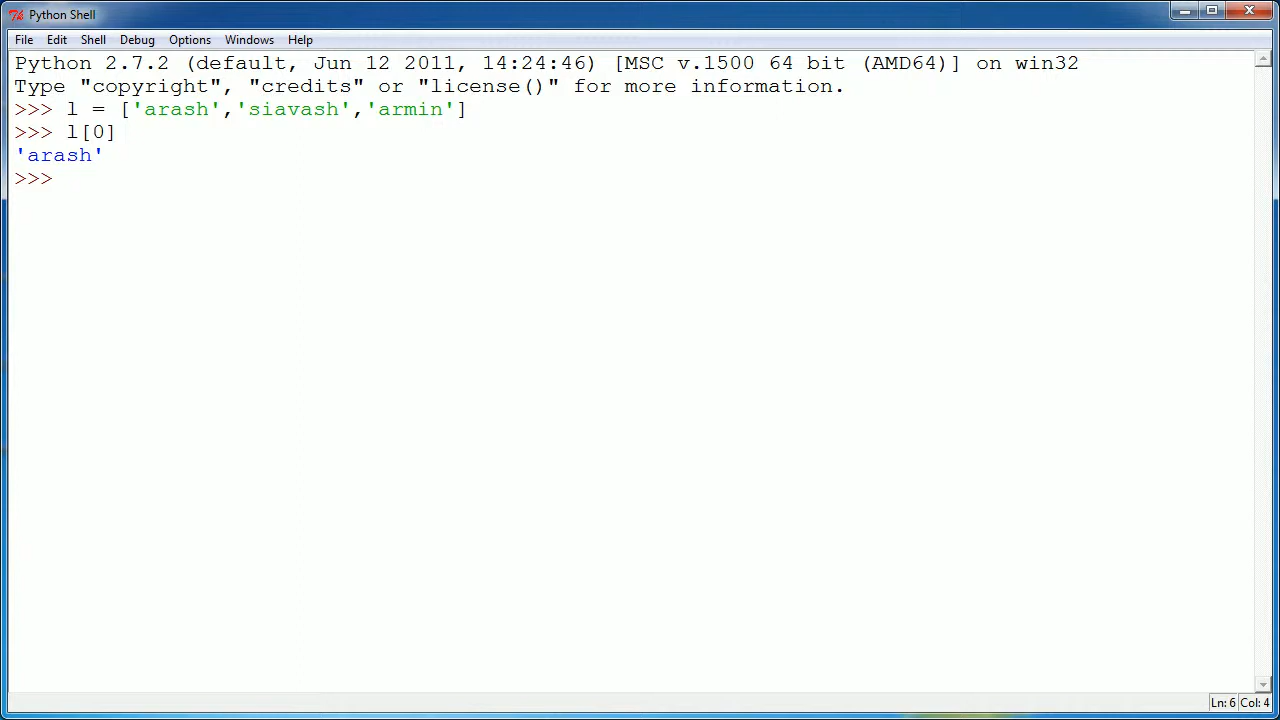 Python Shell
File Edit Shell Debug Options Windows Help
Python 2.7.2 (default, Jun 12 2011, 14:24:46) [MSC v.1500 64 bit (AMD64)] on win32
Type "copyright", "credits" or "license()" for more information.
>>> l = ['arash','siavash','armin']
>>> l[0]
'arash'
>>>
Ln: 6 Col: 4